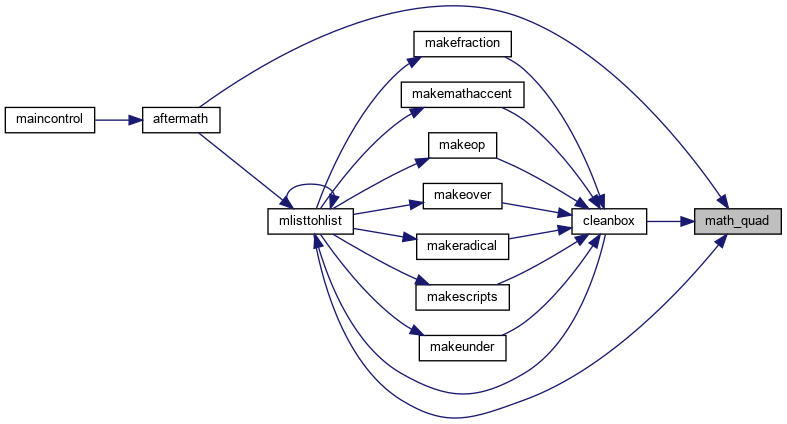 makefraction
makemathaccent
maincontrol
aftermath
makeop
makeover
mlisttohlist
cleanbox
math_quad
makeradical
makescripts
makeunder